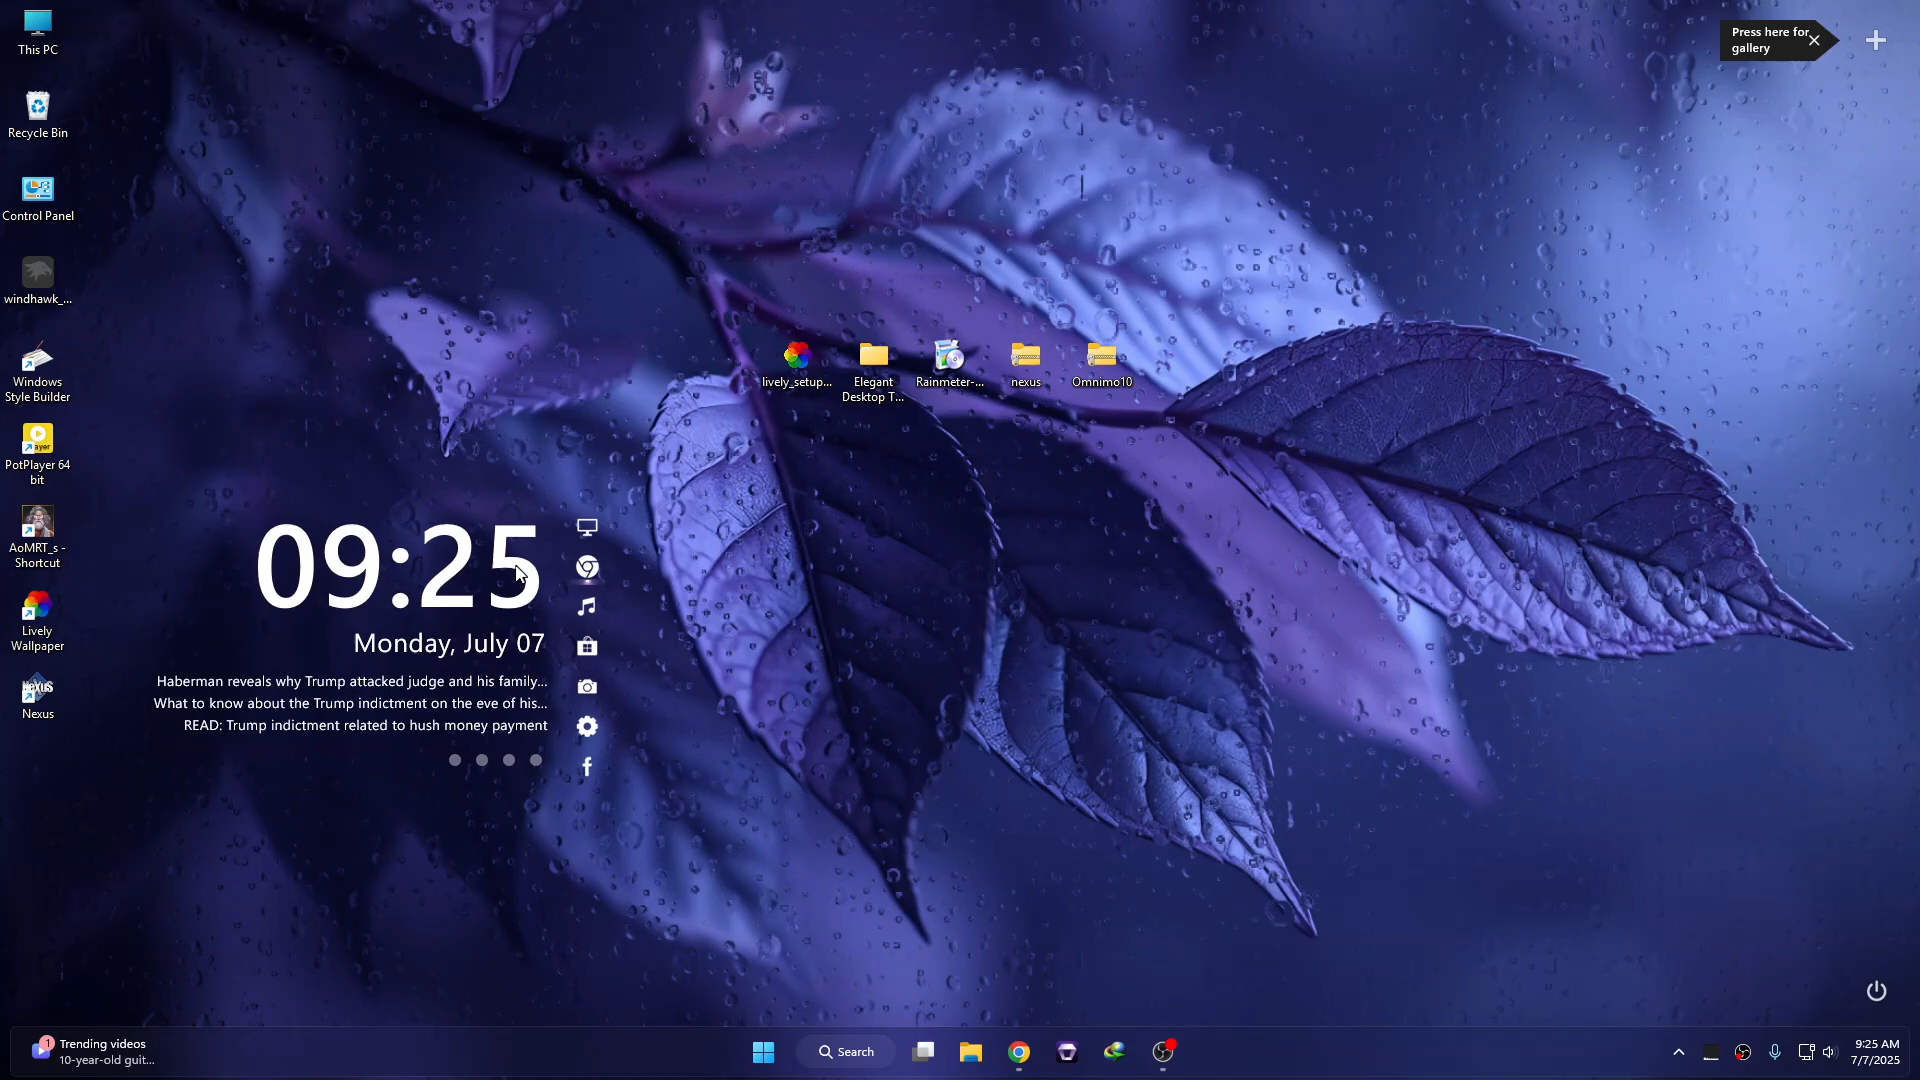 This PC
Recycle Bin
Control Panel
windhawk_...
Windows
Style Builder
PotPlayer 64
bit
AoMRT_s -
Shortcut
Lively
Wallpaper
Nexus
Press here for
gallery
lively_setup...
Elegant
Desktop T...
Rainmeter-...
nexus
Omnimo10
09:25
Monday, July 07
Haberman reveals why Trump attacked judge and his family...
What to know about the Trump indictment on the eve of his...
READ: Trump indictment related to hush money payment
1
Trending videos
10-year-old guit...
Search
9:25 AM
7/7/2025